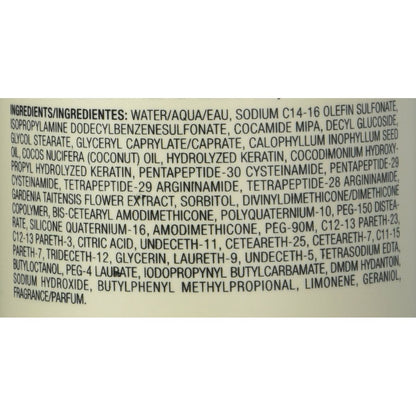 INGREDIENTS/INGREDIENTES: WATER/AQUA/EAU, SODIUM C14-16 OLEFIN SULFONATE,
ISOPROPYLAMINE DODECYLBENZENESULFONATE, COCAMIDE MIPA, DECYL GLUCOSIDE,
GLYCOL STEARATE, GLYCERYL CAPRYLATE/CAPRATE, CALOPHYLLUM INOPHYLLUM SEED
OIL, COCOS NUCIFERA (COCONUT) OIL, HYDROLYZED KERATIN, COCODIMONIUM HYDROXY-
PROPYL HYDROLYZED KERATIN, PENTAPEPTIDE-30 CYSTEINAMIDE, PENTAPEPTIDE-29
CYSTEINAMIDE, TETRAPEPTIDE-29 ARGININAMIDE, TETRAPEPTIDE-28 ARGININAMIDE,
GARDENIA TAITENSIS FLOWER EXTRACT, SORBITOL, DIVINYLDIMETHICONE/DIMETHICONE
COPOLYMER, BIS-CETEARYL AMODIMETHICONE, POLYQUATERNIUM-10, PEG-150 DISTEA-
RATE, SILICONE QUATERNIUM-16, AMODIMETHICONE, PEG-90M, C12-13 PARETH-23,
C12-13 PARETH-3, CITRIC ACID, UNDECETH-11, CETEARETH-25, CETEARETH-7, C11-15
PARETH-7, TRIDECETH-12, GLYCERIN, LAURETH-9, UNDECETH-5, TETRASODIUM EDTA,
BUTYLOCTANOL, PEG-4 LAURATE, IODOPROPYNYL BUTYLCARBAMATE, DMDM HYDANTOIN,
SODIUM HYDROXIDE, BUTYLPHENYL METHYLPROPIONAL, LIMONENE, GERANIOL,
FRAGRANCE/PARFUM.